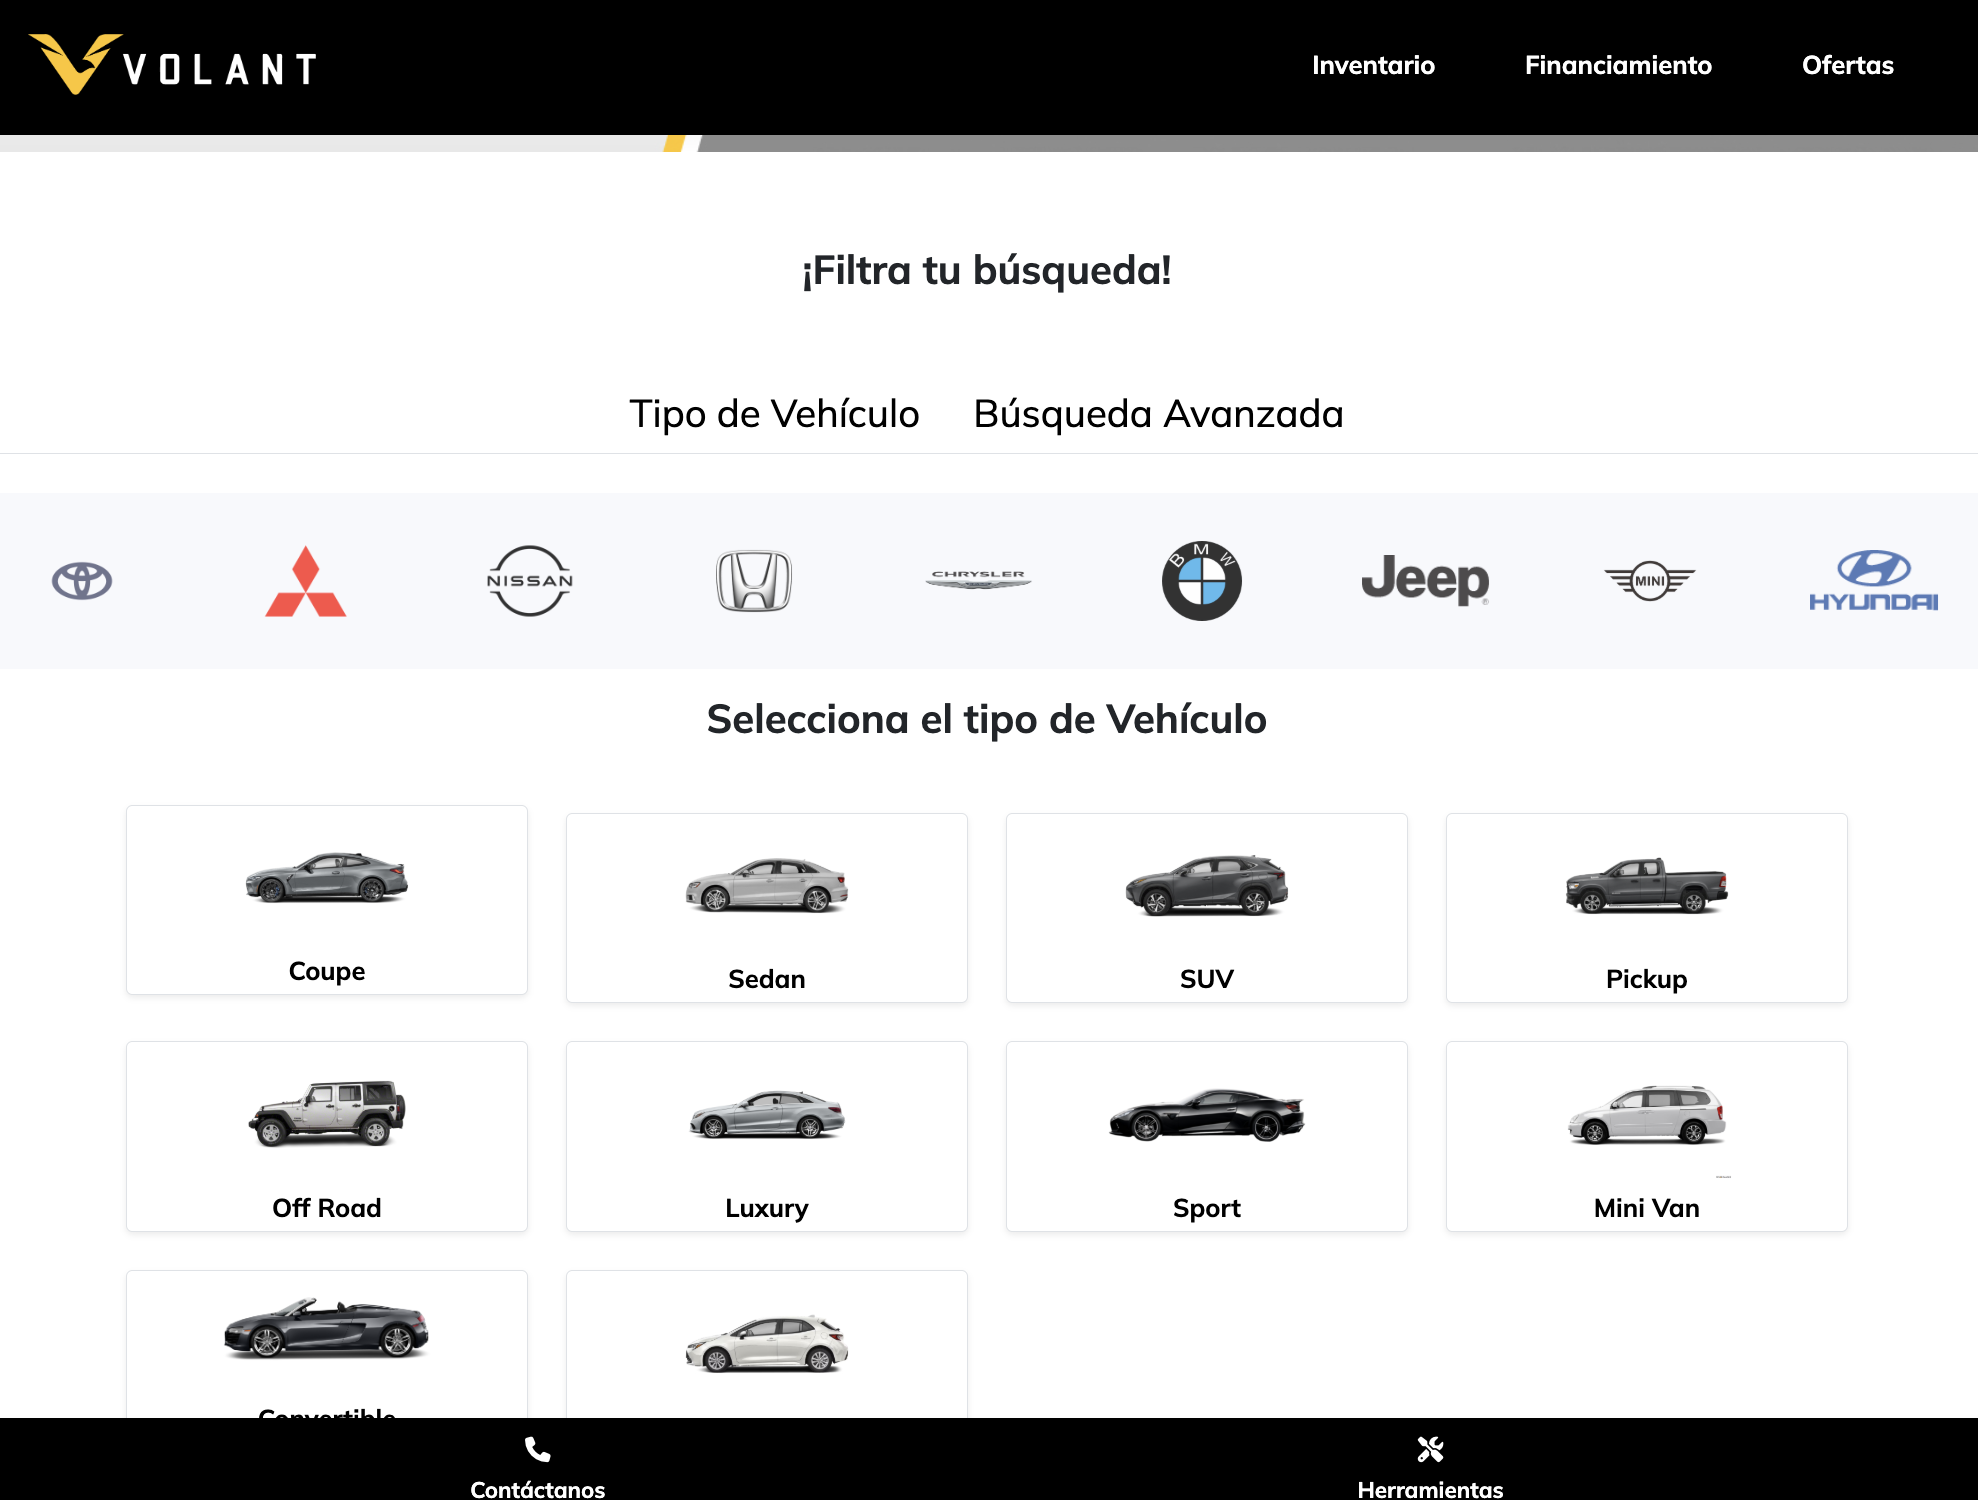 VOLANT
Inventario
Financiamiento
Ofertas
¡Filtra tu búsqueda!
Tipo de Vehículo
Búsqueda Avanzada
NISSAN
CHRYSLER
BMW
Jeep
MINI
HYUNDAI
Selecciona el tipo de Vehículo
Coupe
Sedan
SUV
Pickup
Off Road
Luxury
Sport
Mini Van
Convertible
Contáctanos
Herramientas